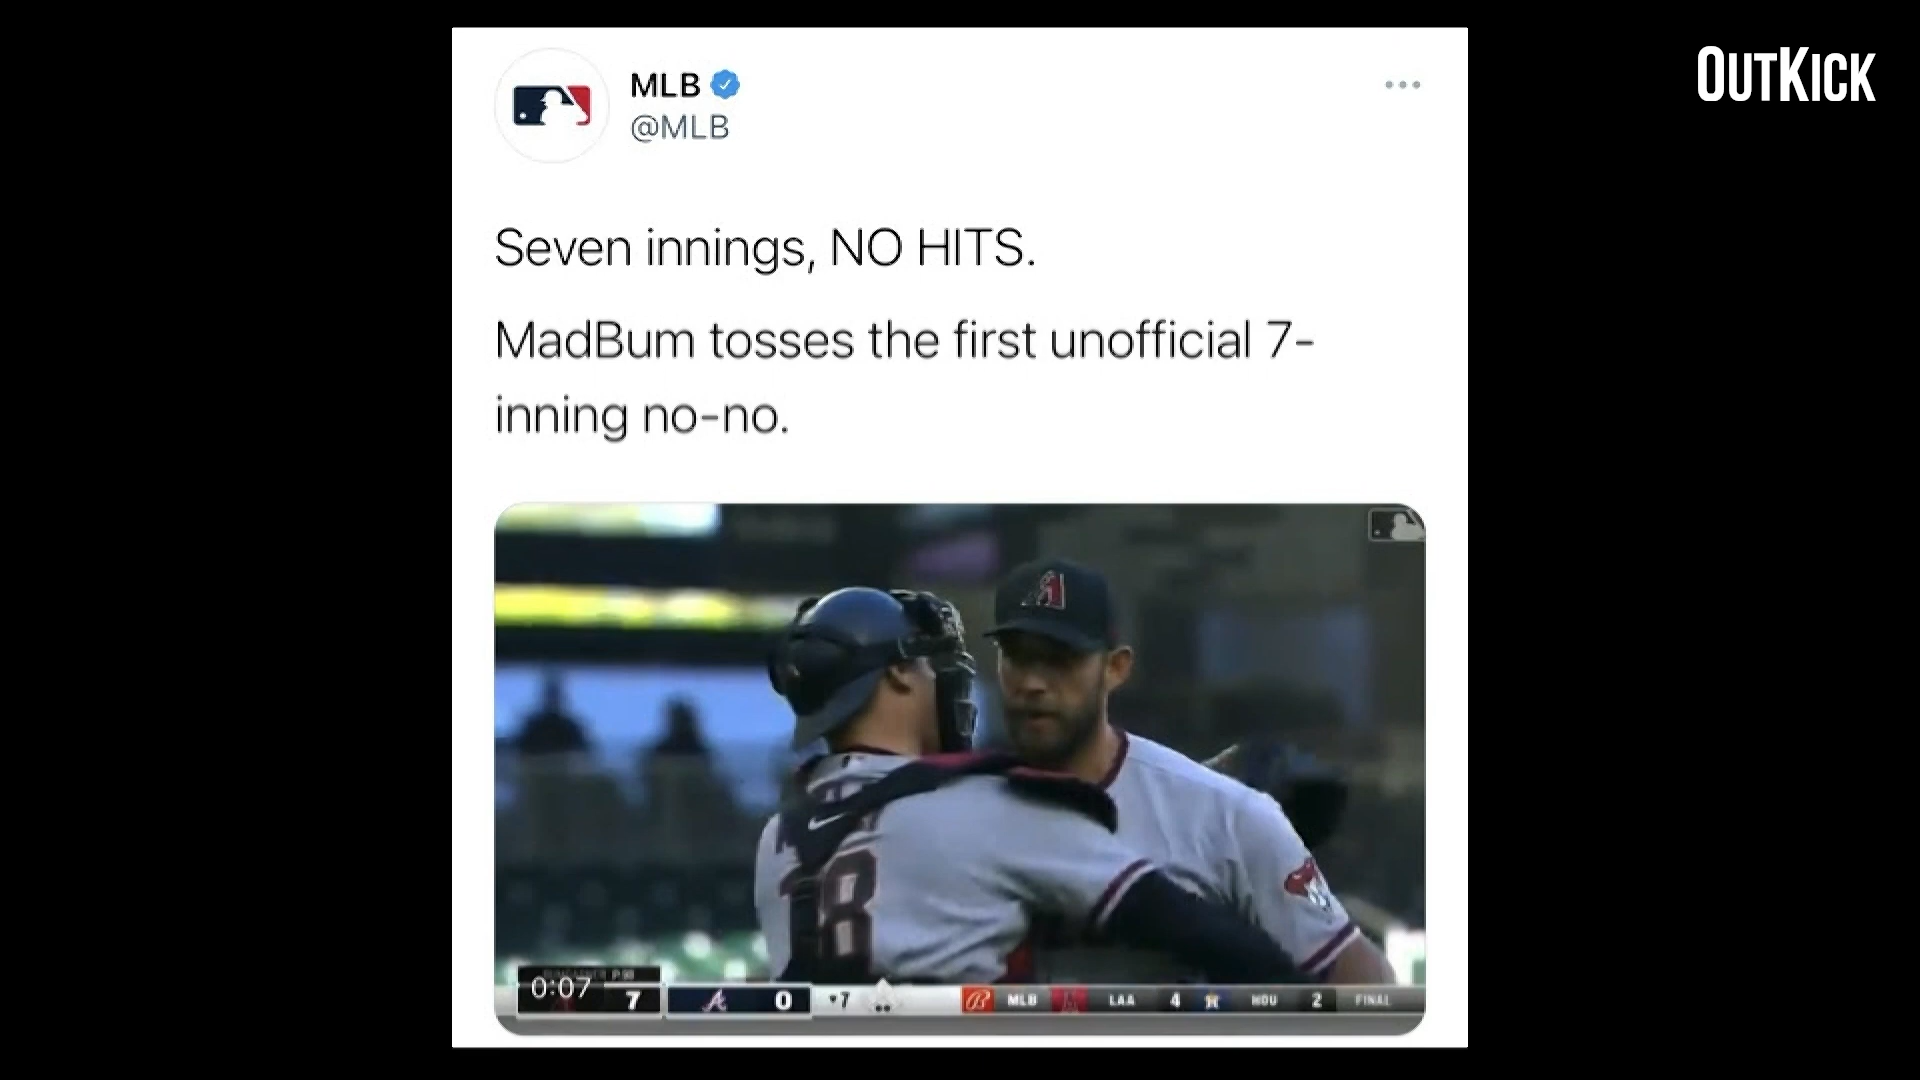 OUTKICK
MLB
@MLB
Seven innings, NO HITS.
MadBum tosses the first unofficial 7-
inning no-no.
18
0:07
7 A 0 ▾7 B MLB LAA 4 HOU 2 FINAL